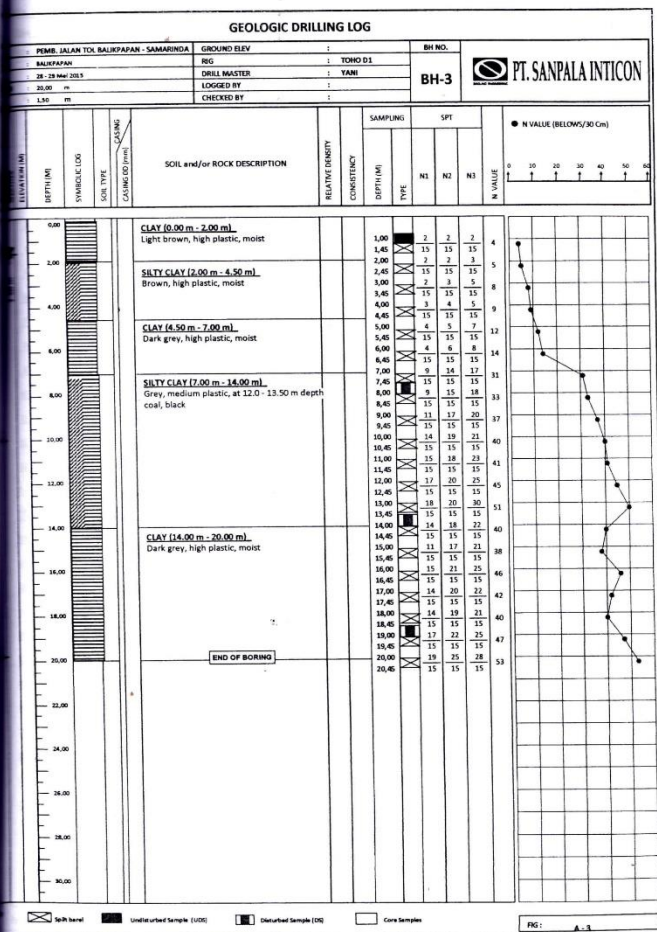 GEOLOGIC DRILLING LOG
: PEMB. JALAN TOL BALIKPAPAN - SAMARINDA GROUND ELEV : BH NO.
: BALIKPAPAN RIG : TOHO D1
: 28 - 29 Mei 2015 DRILL MASTER : YANI BH-3 PT. SANPALA INTICON
: 20,00 m LOGGED BY :
: 1,50 m CHECKED BY :
ELEVATION (M) DEPTH (M) SYMBOLIC LOG SOIL TYPE CASING CASING OD (mm) SOIL and/or ROCK DESCRIPTION RELATIVE DENSITY CONSISTENCY SAMPLING DEPTH (M) TYPE SPT N1 N2 N3 N VALUE N VALUE (BELOWS/30 Cm)
0 10 20 30 40 50 60
0,00 CLAY (0.00 m - 2.00 m)
Light brown, high plastic, moist
1,00 2 2 2 4
1,45 15 15 15
2,00 2,00 2 2 3 5
SILTY CLAY (2.00 m - 4.50 m) 2,45 15 15 15
Brown, high plastic, moist 3,00 2 3 5 8
3,45 15 15 15
4,00 4,00 3 4 5 9
4,45 15 15 15
CLAY (4.50 m - 7.00 m) 5,00 4 5 7 12
Dark grey, high plastic, moist 5,45 15 15 15
6,00 6,00 4 6 8 14
6,45 15 15 15
7,00 9 14 17 31
SILTY CLAY (7.00 m - 14.00 m) 7,45 15 15 15
8,00 Grey, medium plastic, at 12.0 - 13.50 m depth 8,00 9 15 18 33
coal, black 8,45 15 15 15
9,00 11 17 20 37
9,45 15 15 15
10,00 10,00 14 19 21 40
10,45 15 15 15
11,00 15 18 23 41
11,45 15 15 15
12,00 12,00 17 20 25 45
12,45 15 15 15
13,00 18 20 30 51
13,45 15 15 15
14,00 14,00 14 18 22 40
CLAY (14.00 m - 20.00 m) 14,45 15 15 15
Dark grey, high plastic, moist 15,00 11 17 21 38
15,45 15 15 15
16,00 16,00 15 21 25 46
16,45 15 15 15
17,00 14 20 22 42
17,45 15 15 15
18,00 18,00 14 19 21 40
18,45 15 15 15
19,00 17 22 25 47
19,45 15 15 15
20,00 END OF BORING 20,00 19 25 28 53
20,45 15 15 15
22,00
24,00
26,00
28,00
30,00
Split barel Undisturbed Sample (UDS) Disturbed Sample (DS) Core Samples
FIG : A - 3